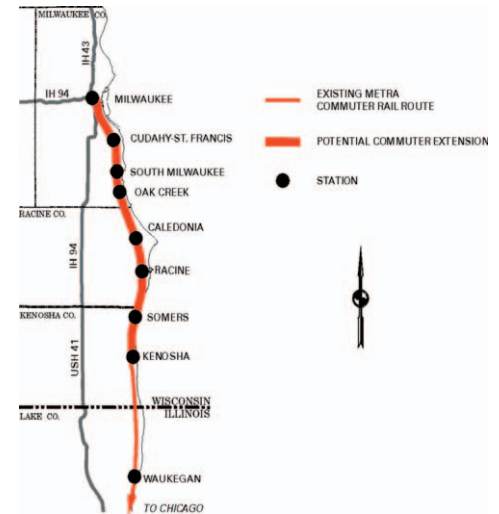 MILWAUKEE CO.
IH 43
IH 94
MILWAUKEE
CUDAHY-ST. FRANCIS
SOUTH MILWAUKEE
OAK CREEK
RACINE CO.
CALEDONIA
IH 94
RACINE
KENOSHA CO.
SOMERS
USH 41
KENOSHA
WISCONSIN
LAKE CO.
ILLINOIS
WAUKEGAN
TO CHICAGO
EXISTING METRA
COMMUTER RAIL ROUTE
POTENTIAL COMMUTER EXTENSION
STATION